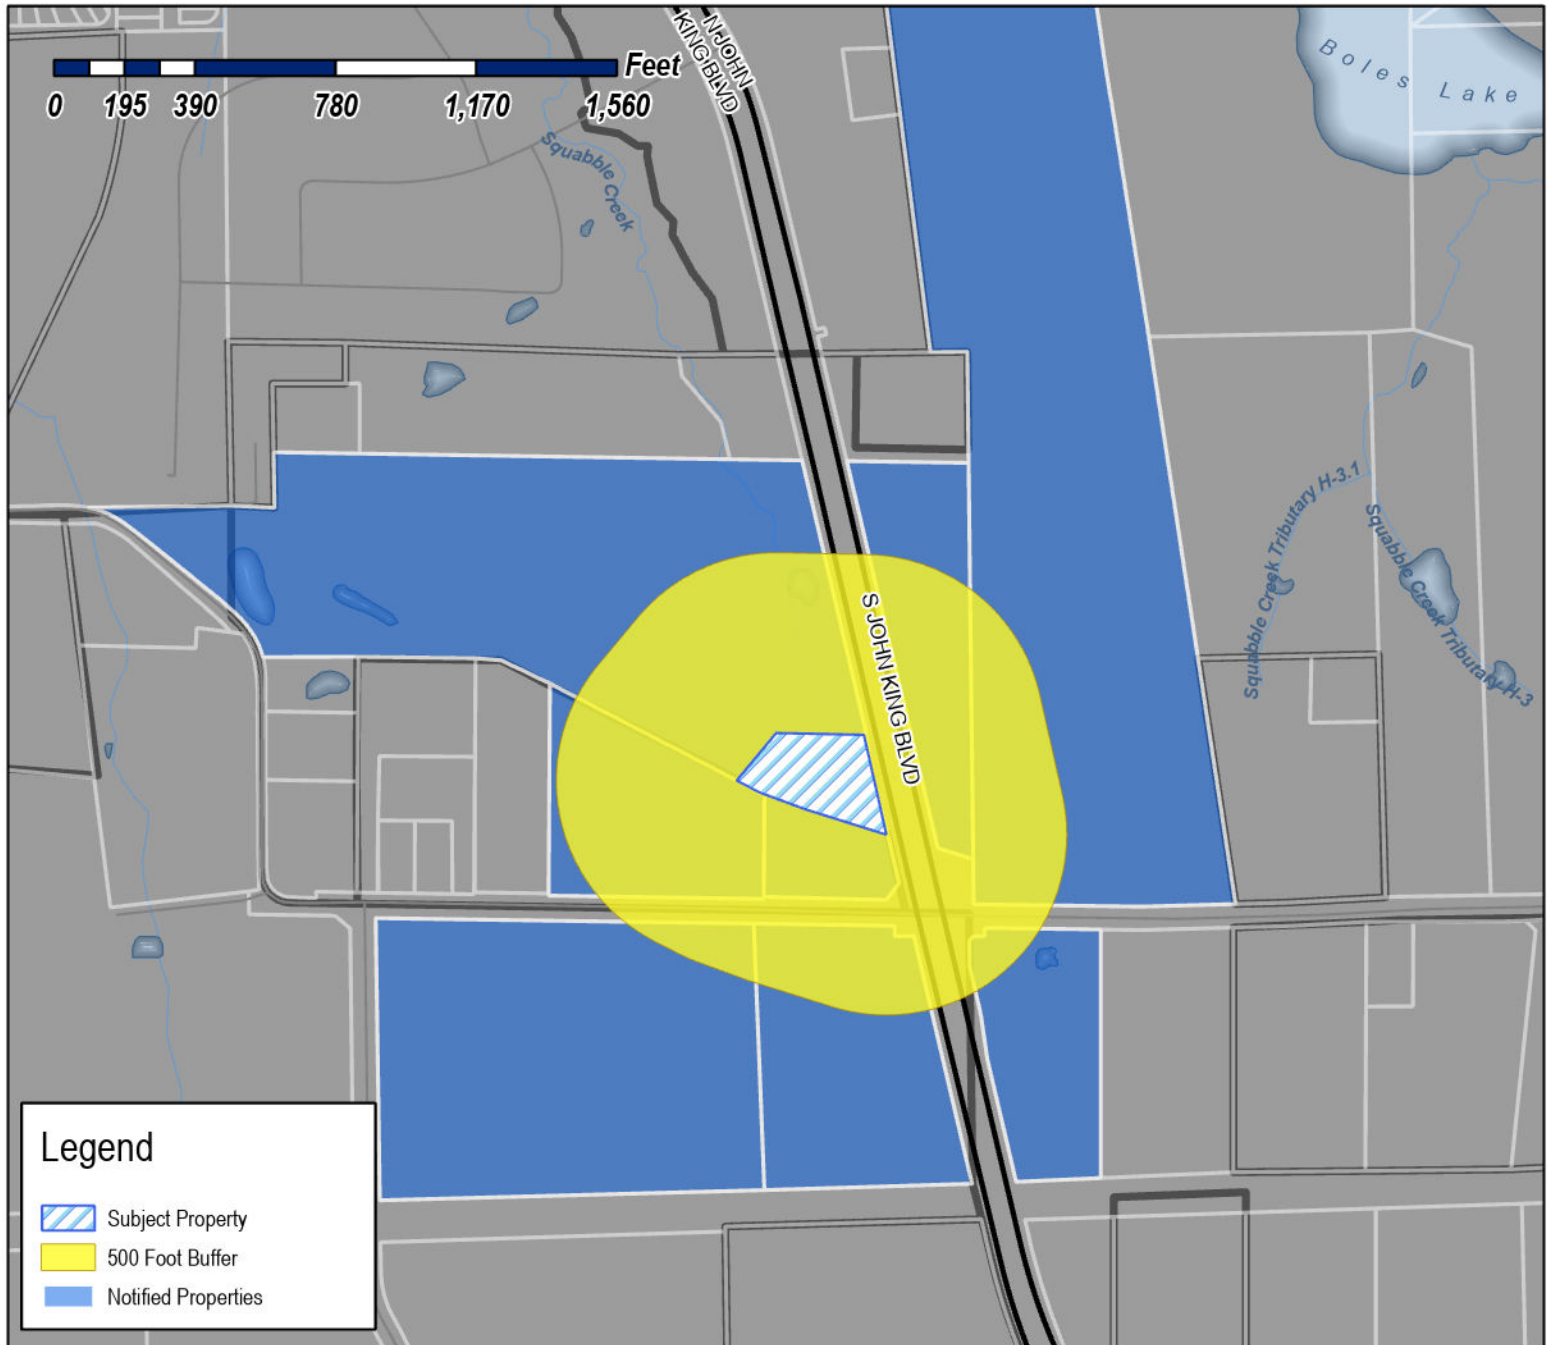 N JOHN
KING BLVD
Boles Lake
Feet
0 195 390 780 1,170 1,560
Squabble Creek
Squabble Creek Tributary H-3.1
Squabble Creek Tributary H-3
S JOHN KING BLVD
Legend
Subject Property
500 Foot Buffer
Notified Properties